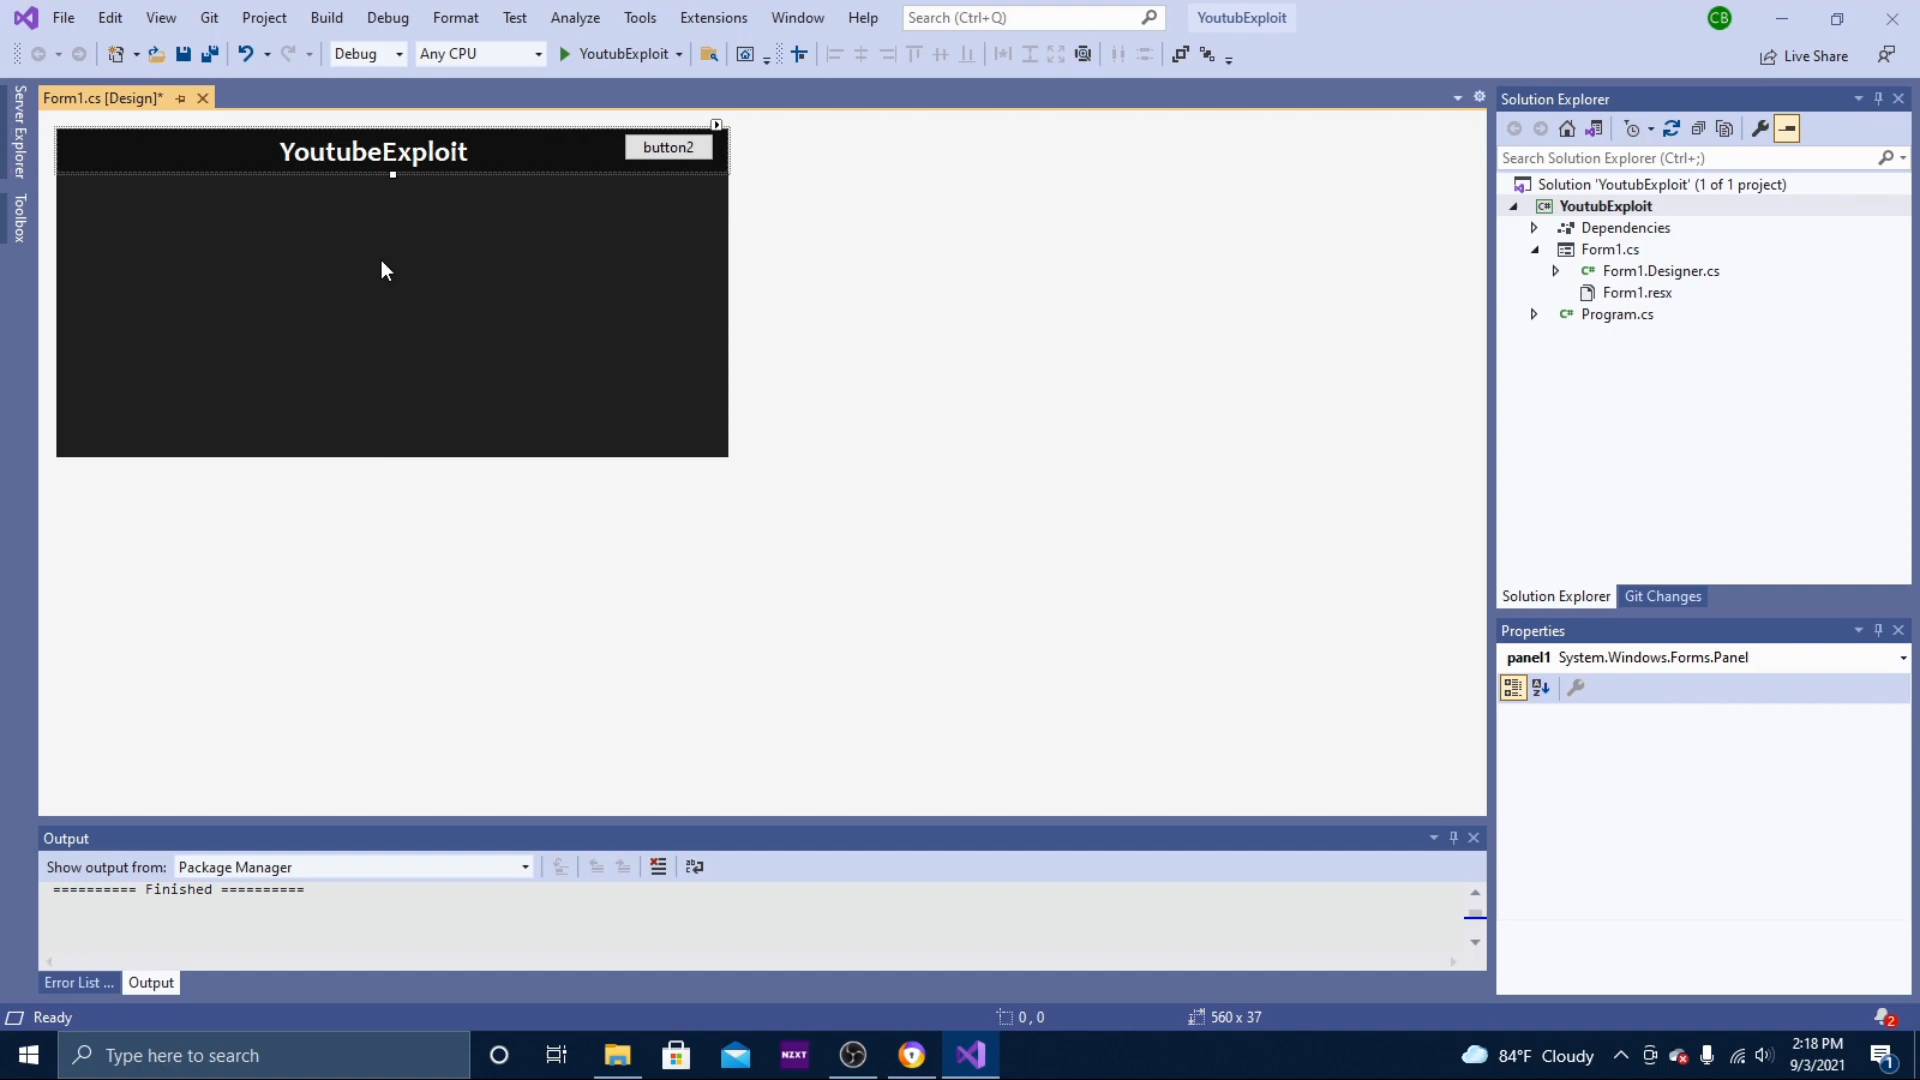 File Edit View Git Project Build Debug Format Test Analyze Tools Extensions Window Help Search (Ctrl+Q) YoutubExploit CB
Debug Any CPU YoutubExploit Live Share
Server Explorer
Toolbox
Form1.cs [Design]*
YoutubeExploit button2
Solution Explorer
Search Solution Explorer (Ctrl+;)
Solution 'YoutubExploit' (1 of 1 project)
C# YoutubExploit
Dependencies
Form1.cs
C# Form1.Designer.cs
Form1.resx
C# Program.cs
Solution Explorer Git Changes
Properties
panel1 System.Windows.Forms.Panel
Output
Show output from: Package Manager
========== Finished ==========
Error List ... Output
Ready 0 , 0 560 x 37 2
Type here to search NZXT 84°F Cloudy 2:18 PM
9/3/2021 1